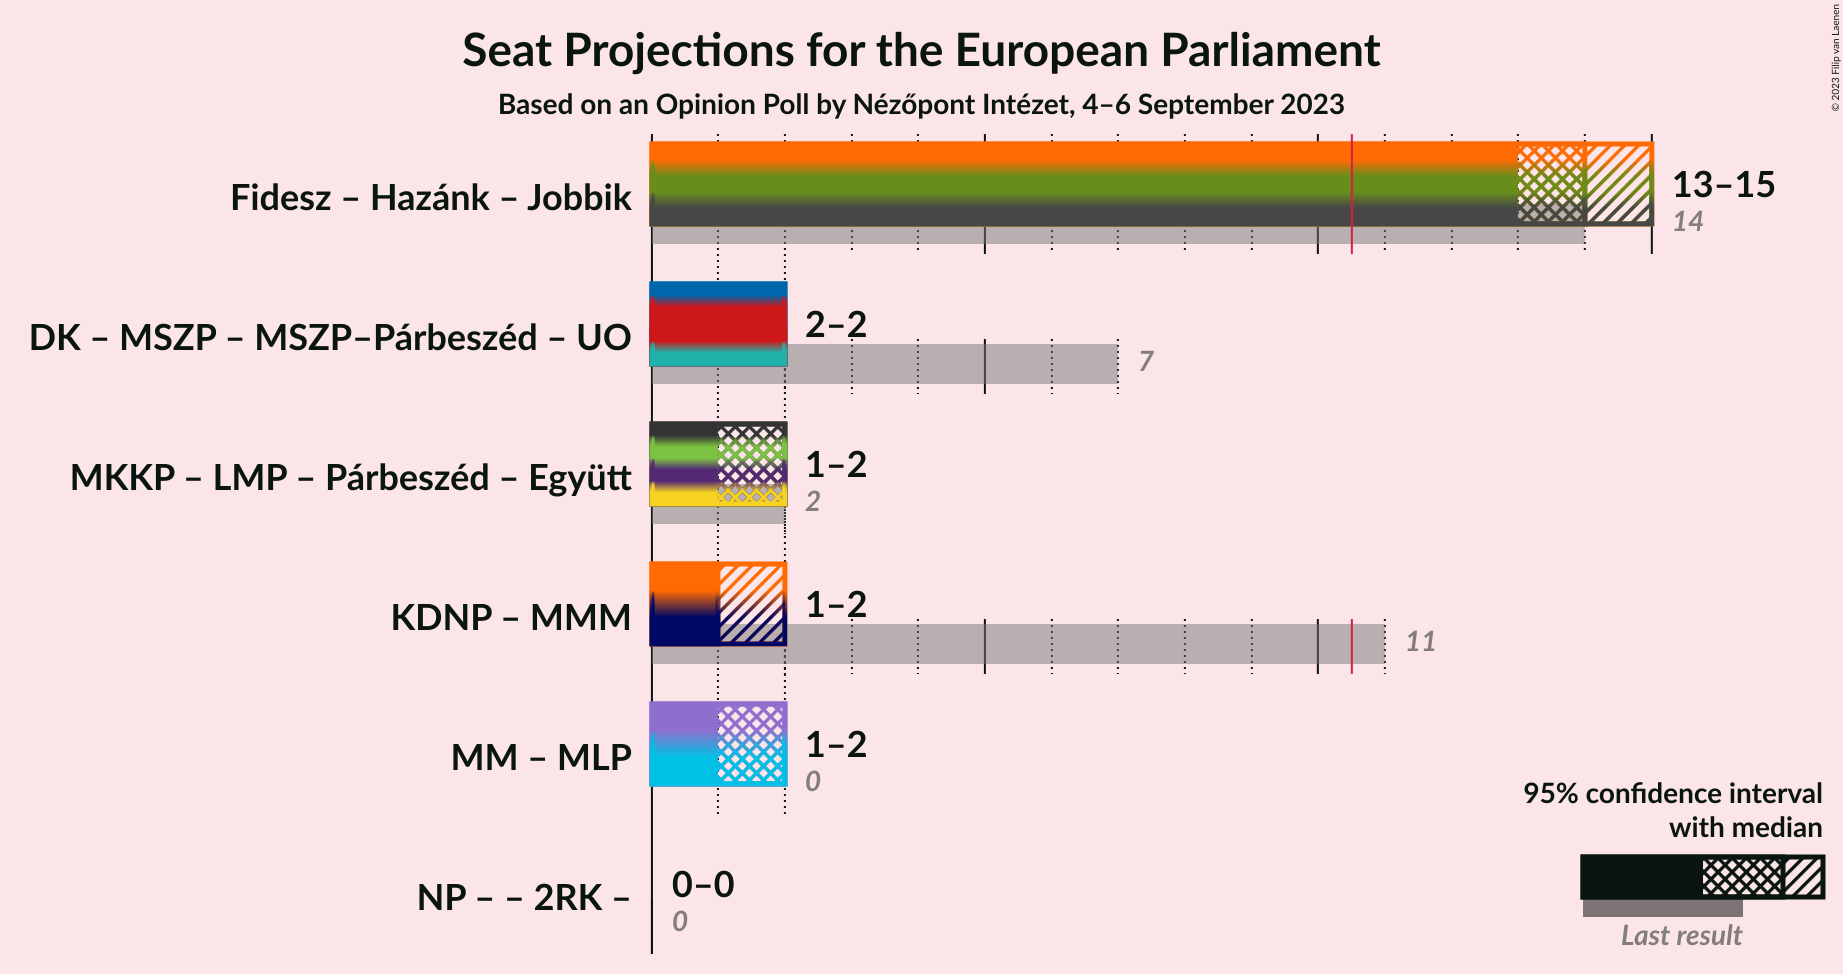 Seat Projections for the European Parliament
Based on an Opinion Poll by Nézőpont Intézet, 4–6 September 2023
© 2023 Filip van Laenen
Fidesz – Hazánk – Jobbik
13–15
14
DK – MSZP – MSZP–Párbeszéd – UO
2–2
7
MKKP – LMP – Párbeszéd – Együtt
1–2
2
KDNP – MMM
1–2
11
MM – MLP
1–2
0
NP – – 2RK –
0–0
0
95% confidence interval
with median
Last result